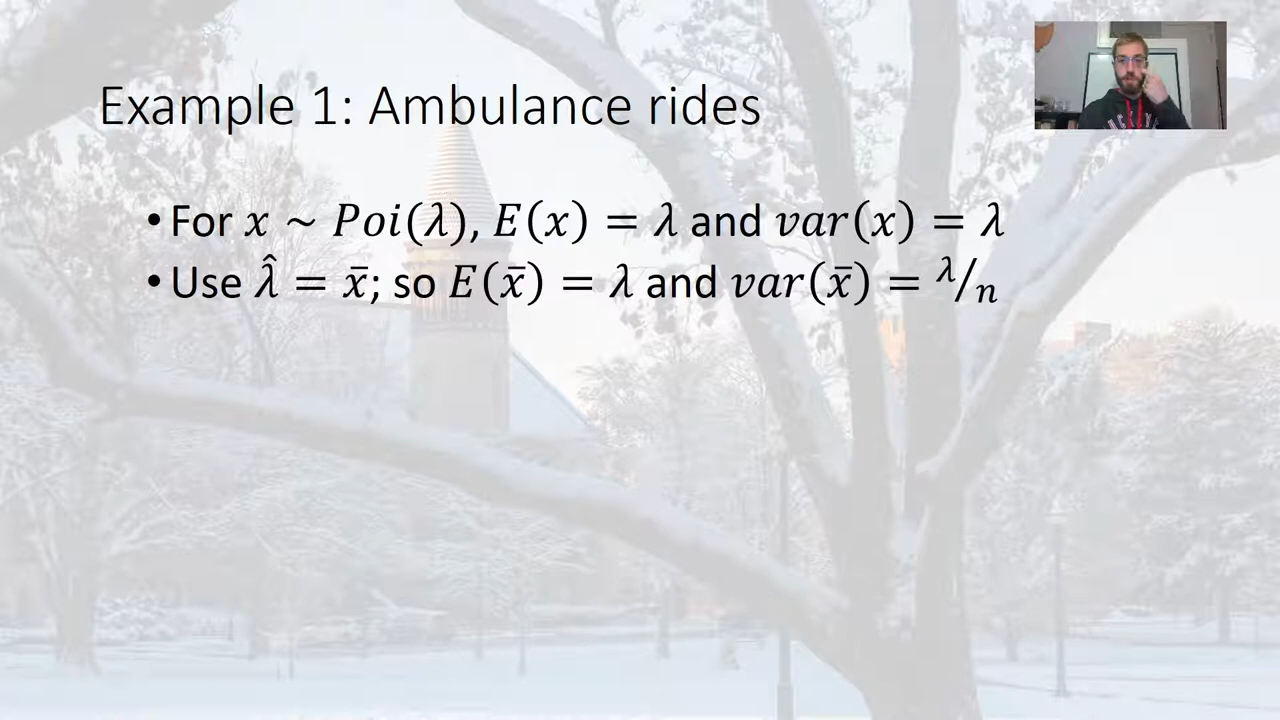 Example 1: Ambulance rides
• For x ~ Poi(λ), E(x) = λ and var(x) = λ
• Use λ̂ = x̄; so E(x̄) = λ and var(x̄) = λ/n